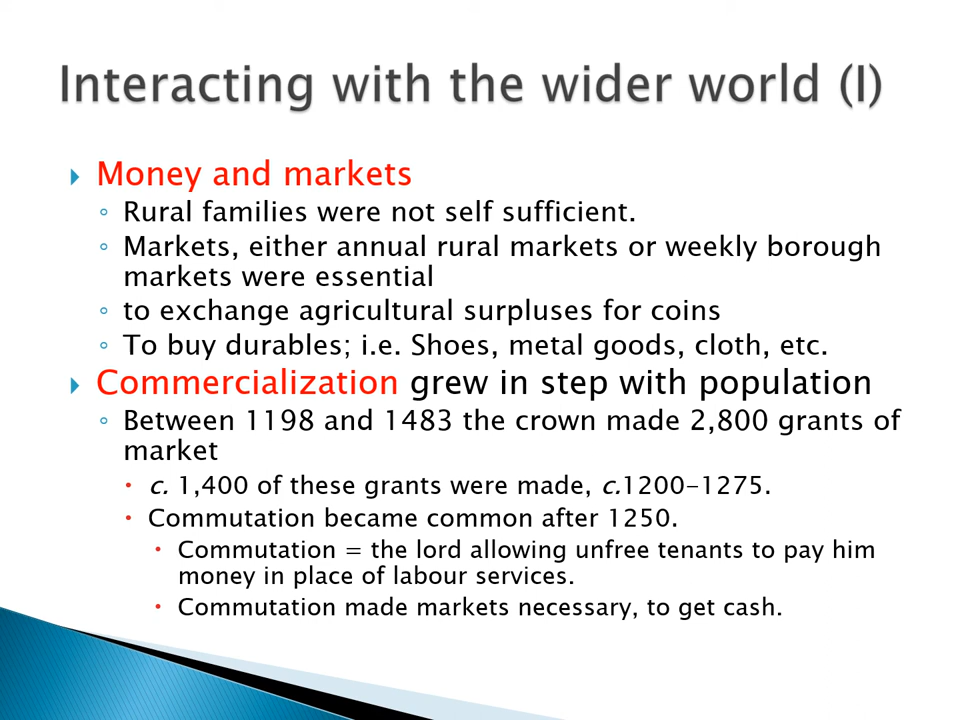 Interacting with the wider world (I)
Money and markets
Rural families were not self sufficient.
Markets, either annual rural markets or weekly borough
markets were essential
to exchange agricultural surpluses for coins
To buy durables; i.e. Shoes, metal goods, cloth, etc.
Commercialization grew in step with population
Between 1198 and 1483 the crown made 2,800 grants of
market
c. 1,400 of these grants were made, c.1200-1275.
Commutation became common after 1250.
Commutation = the lord allowing unfree tenants to pay him
money in place of labour services.
Commutation made markets necessary, to get cash.